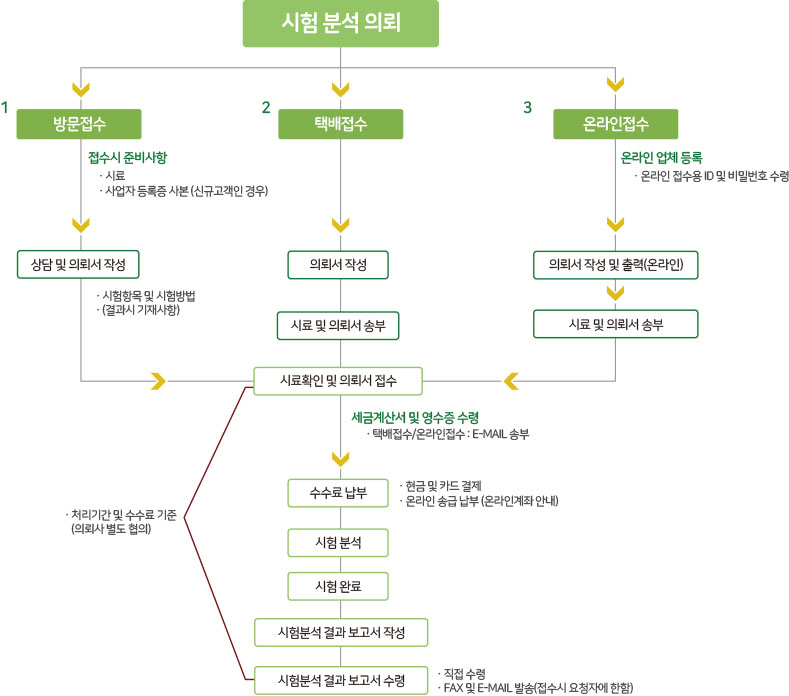 시험 분석 의뢰
1
방문접수
접수시 준비사항
· 시료
· 사업자 등록증 사본 (신규고객인 경우)
상담 및 의뢰서 작성
· 시험항목 및 시험방법
· (결과시 기재사항)
2
택배접수
의뢰서 작성
시료 및 의뢰서 송부
3
온라인접수
온라인 업체 등록
· 온라인 접수용 ID 및 비밀번호 수령
의뢰서 작성 및 출력(온라인)
시료 및 의뢰서 송부
시료확인 및 의뢰서 접수
세금계산서 및 영수증 수령
· 택배접수/온라인접수 : E-MAIL 송부
수수료 납부
· 현금 및 카드 결제
· 온라인 송급 납부 (온라인계좌 안내)
· 처리기간 및 수수료 기준
(의뢰사 별도 협의)
시험 분석
시험 완료
시험분석 결과 보고서 작성
시험분석 결과 보고서 수령
· 직접 수령
· FAX 및 E-MAIL 발송(접수시 요청자에 한함)